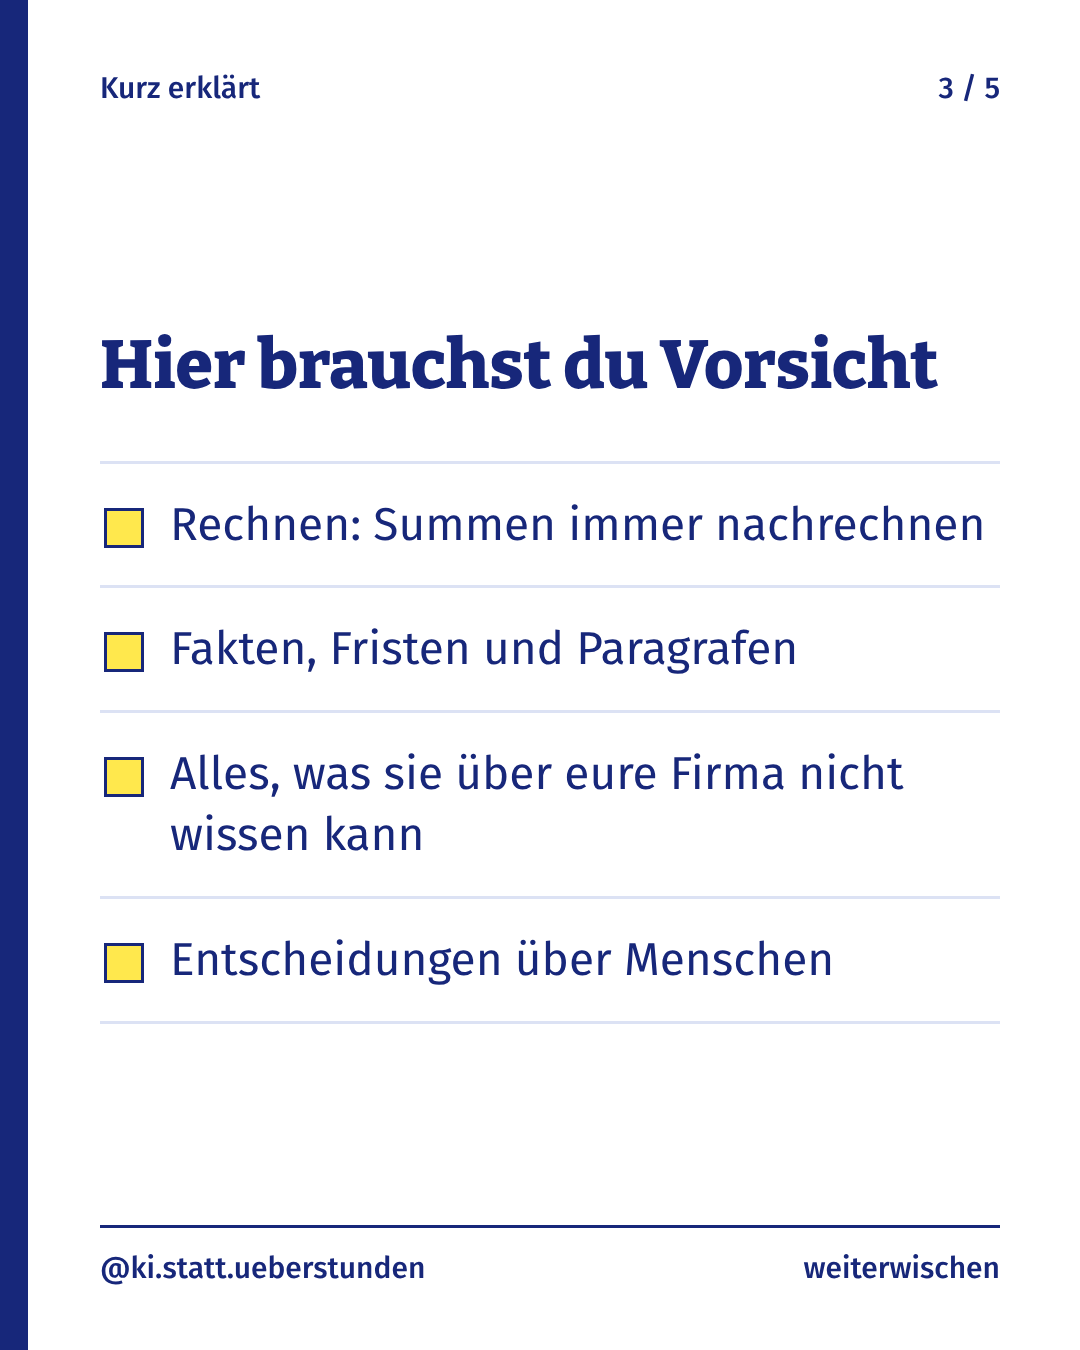 Kurz erklärt
3 / 5
Hier brauchst du Vorsicht
Rechnen: Summen immer nachrechnen
Fakten, Fristen und Paragrafen
Alles, was sie über eure Firma nicht
wissen kann
Entscheidungen über Menschen
@ki.statt.ueberstunden
weiterwischen